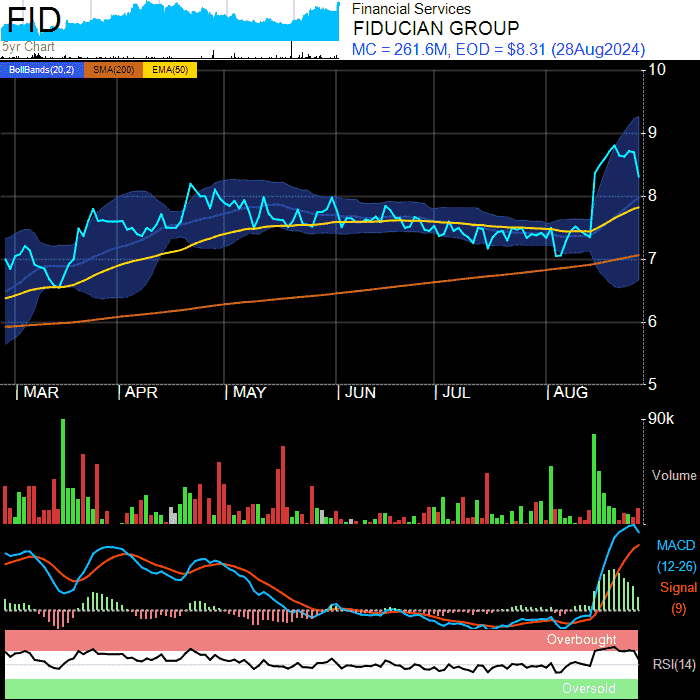 FID
5yr Chart
Financial Services
FIDUCIAN GROUP
MC = 261.6M, EOD = $8.31 (28Aug2024)
BollBands(20,2) SMA(200) EMA(50)
10
9
8
7
6
5
MAR APR MAY JUN JUL AUG
90k
Volume
MACD
(12-26)
Signal
(9)
Overbought
RSI(14)
Oversold